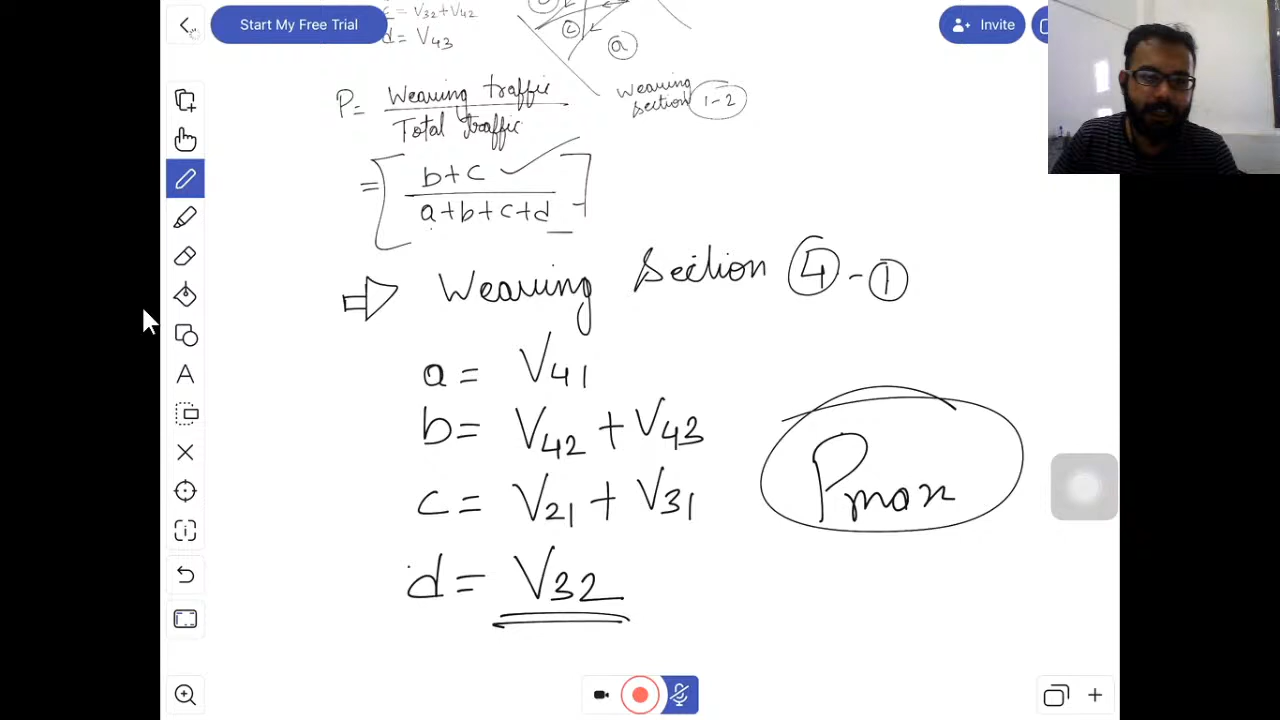 Start My Free Trial
= V32+V42
d= V43
c
a
Invite
P= Weaving traffic
Total traffic
weaving section 1-2
= [b+c
a+b+c+d]
⇒ Weaving Section 4 - 1
a= V41
b= V42 + V43
c= V21 + V31
d= V32
Pmax
A